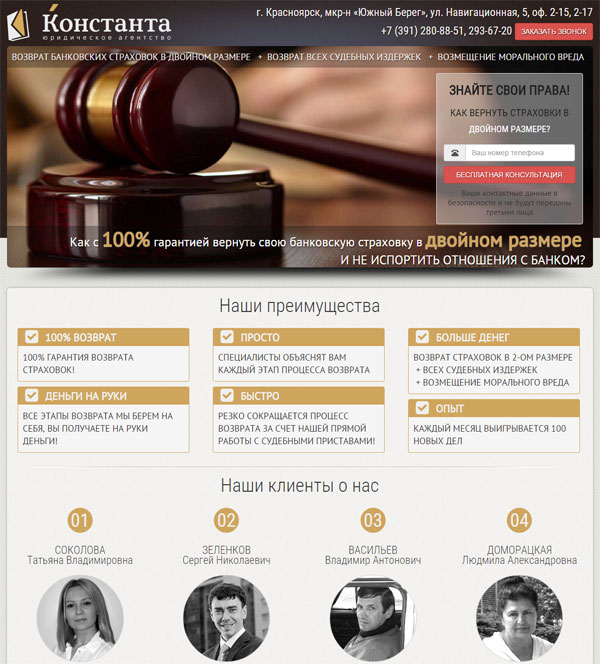 Константа
юридическое агентство
г. Красноярск, мкр-н «Южный Берег», ул. Навигационная, 5, оф. 2-15, 2-17
+7 (391) 280-88-51, 293-67-20
ЗАКАЗАТЬ ЗВОНОК
ВОЗВРАТ БАНКОВСКИХ СТРАХОВОК В ДВОЙНОМ РАЗМЕРЕ + ВОЗВРАТ ВСЕХ СУДЕБНЫХ ИЗДЕРЖЕК + ВОЗМЕЩЕНИЕ МОРАЛЬНОГО ВРЕДА
ЗНАЙТЕ СВОИ ПРАВА!
КАК ВЕРНУТЬ СТРАХОВКИ В
ДВОЙНОМ РАЗМЕРЕ?
Ваш номер телефона
БЕСПЛАТНАЯ КОНСУЛЬТАЦИЯ
Ваши контактные данные в
безопасности и не будут переданы
третьим лица
Как с 100% гарантией вернуть свою банковскую страховку в двойном размере
И НЕ ИСПОРТИТЬ ОТНОШЕНИЯ С БАНКОМ?
Наши преимущества
100% ВОЗВРАТ
100% ГАРАНТИЯ ВОЗВРАТА
СТРАХОВОК!
ПРОСТО
СПЕЦИАЛИСТЫ ОБЪЯСНЯТ ВАМ
КАЖДЫЙ ЭТАП ПРОЦЕССА ВОЗВРАТА
БОЛЬШЕ ДЕНЕГ
ВОЗВРАТ СТРАХОВОК В 2-ОМ РАЗМЕРЕ
+ ВСЕХ СУДЕБНЫХ ИЗДЕРЖЕК
+ ВОЗМЕЩЕНИЕ МОРАЛЬНОГО ВРЕДА
ДЕНЬГИ НА РУКИ
ВСЕ ЭТАПЫ ВОЗВРАТА МЫ БЕРЕМ НА
СЕБЯ, ВЫ ПОЛУЧАЕТЕ НА РУКИ
ДЕНЬГИ!
БЫСТРО
РЕЗКО СОКРАЩАЕТСЯ ПРОЦЕСС
ВОЗВРАТА ЗА СЧЕТ НАШЕЙ ПРЯМОЙ
РАБОТЫ С СУДЕБНЫМИ ПРИСТАВАМИ!
ОПЫТ
КАЖДЫЙ МЕСЯЦ ВЫИГРЫВАЕТСЯ 100
НОВЫХ ДЕЛ
Наши клиенты о нас
01
СОКОЛОВА
Татьяна Владимировна
02
ЗЕЛЕНКОВ
Сергей Николаевич
03
ВАСИЛЬЕВ
Владимир Антонович
04
ДОМОРАЦКАЯ
Людмила Александровна